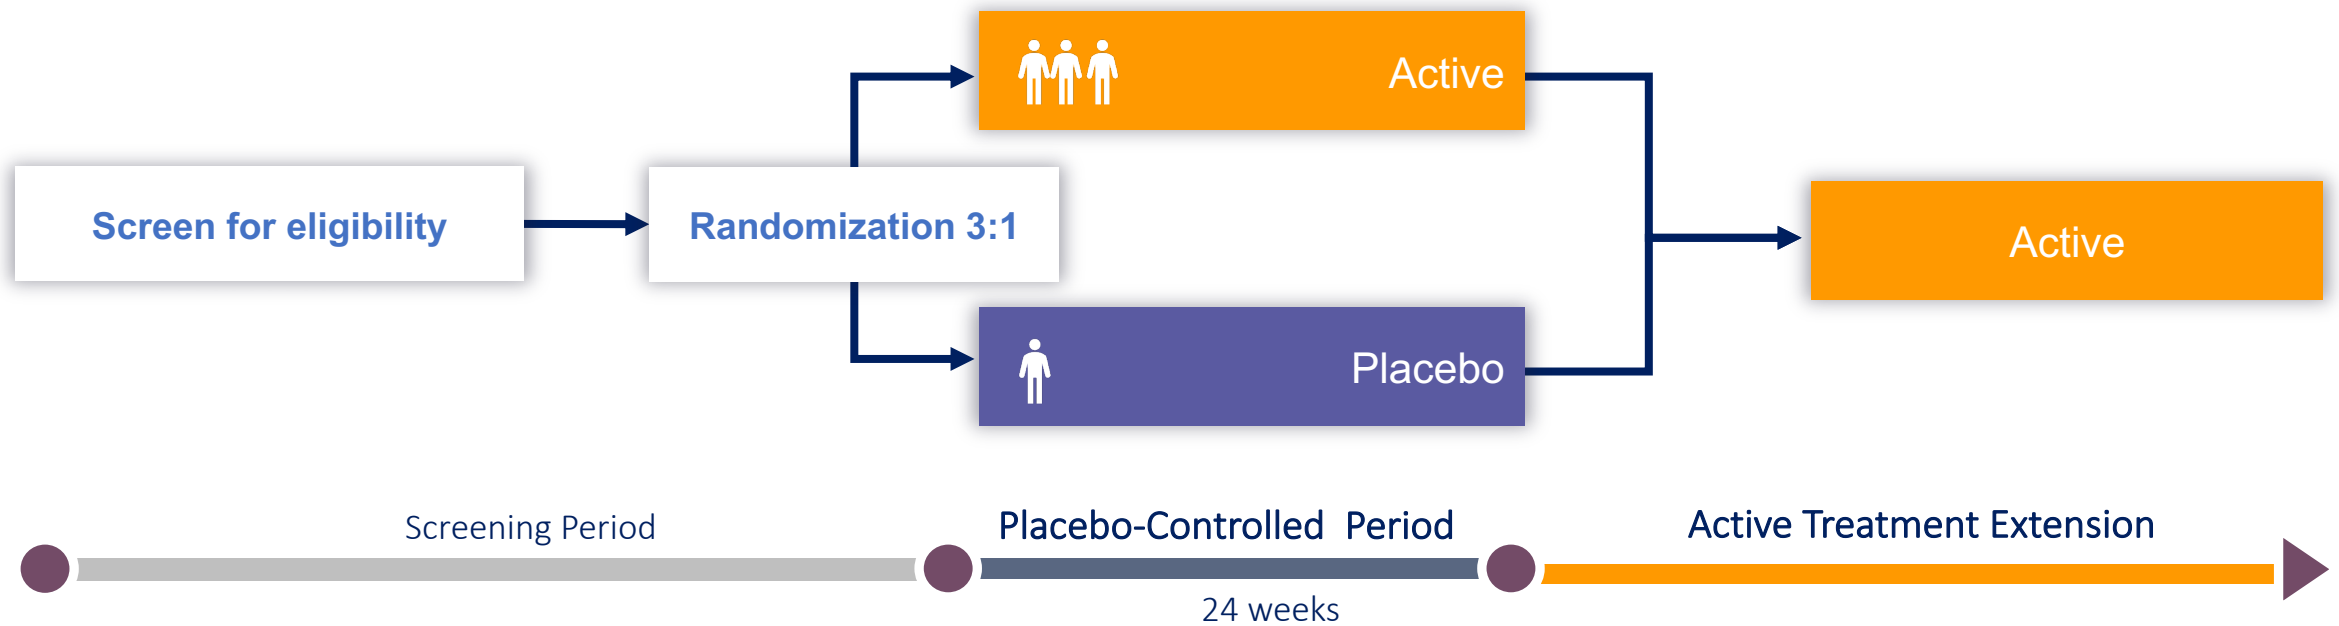 Active
Screen for eligibility
Randomization 3:1
Active
Placebo
Screening Period
Placebo-Controlled Period
Active Treatment Extension
24 weeks